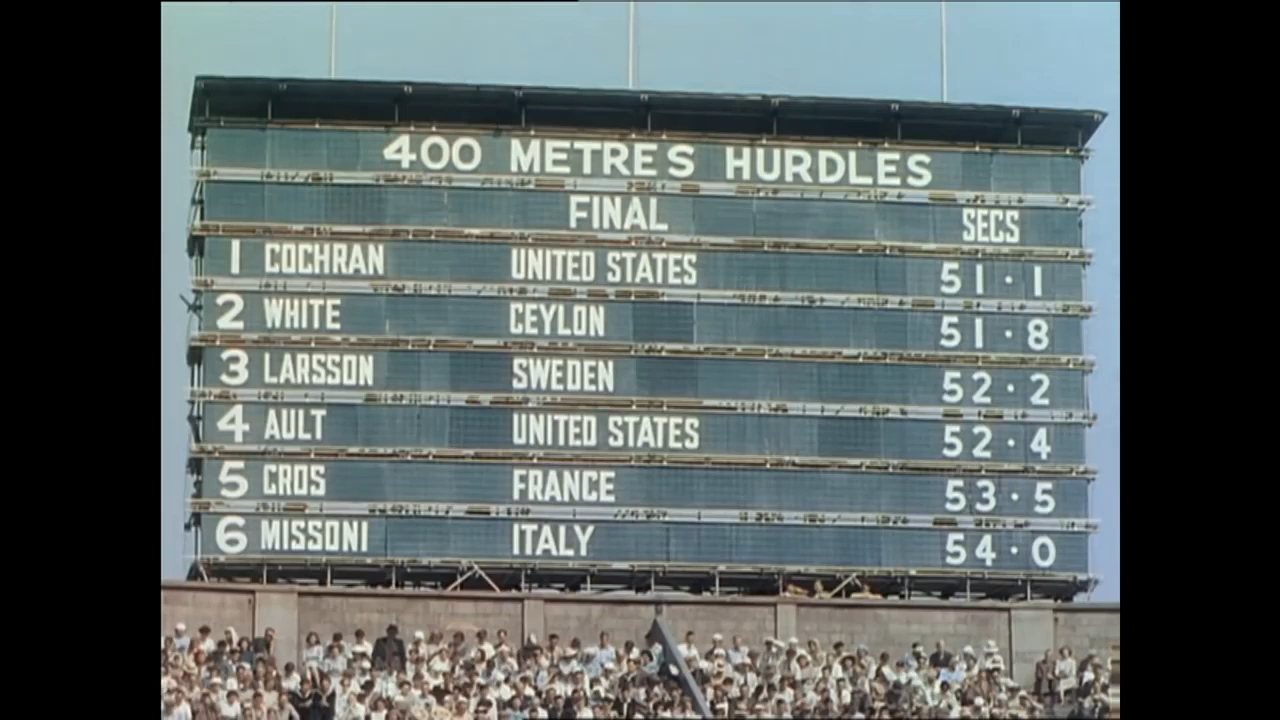 400 METRES HURDLES
FINAL SECS
1 COCHRAN UNITED STATES 51·1
2 WHITE CEYLON 51·8
3 LARSSON SWEDEN 52·2
4 AULT UNITED STATES 52·4
5 CROS FRANCE 53·5
6 MISSONI ITALY 54·0